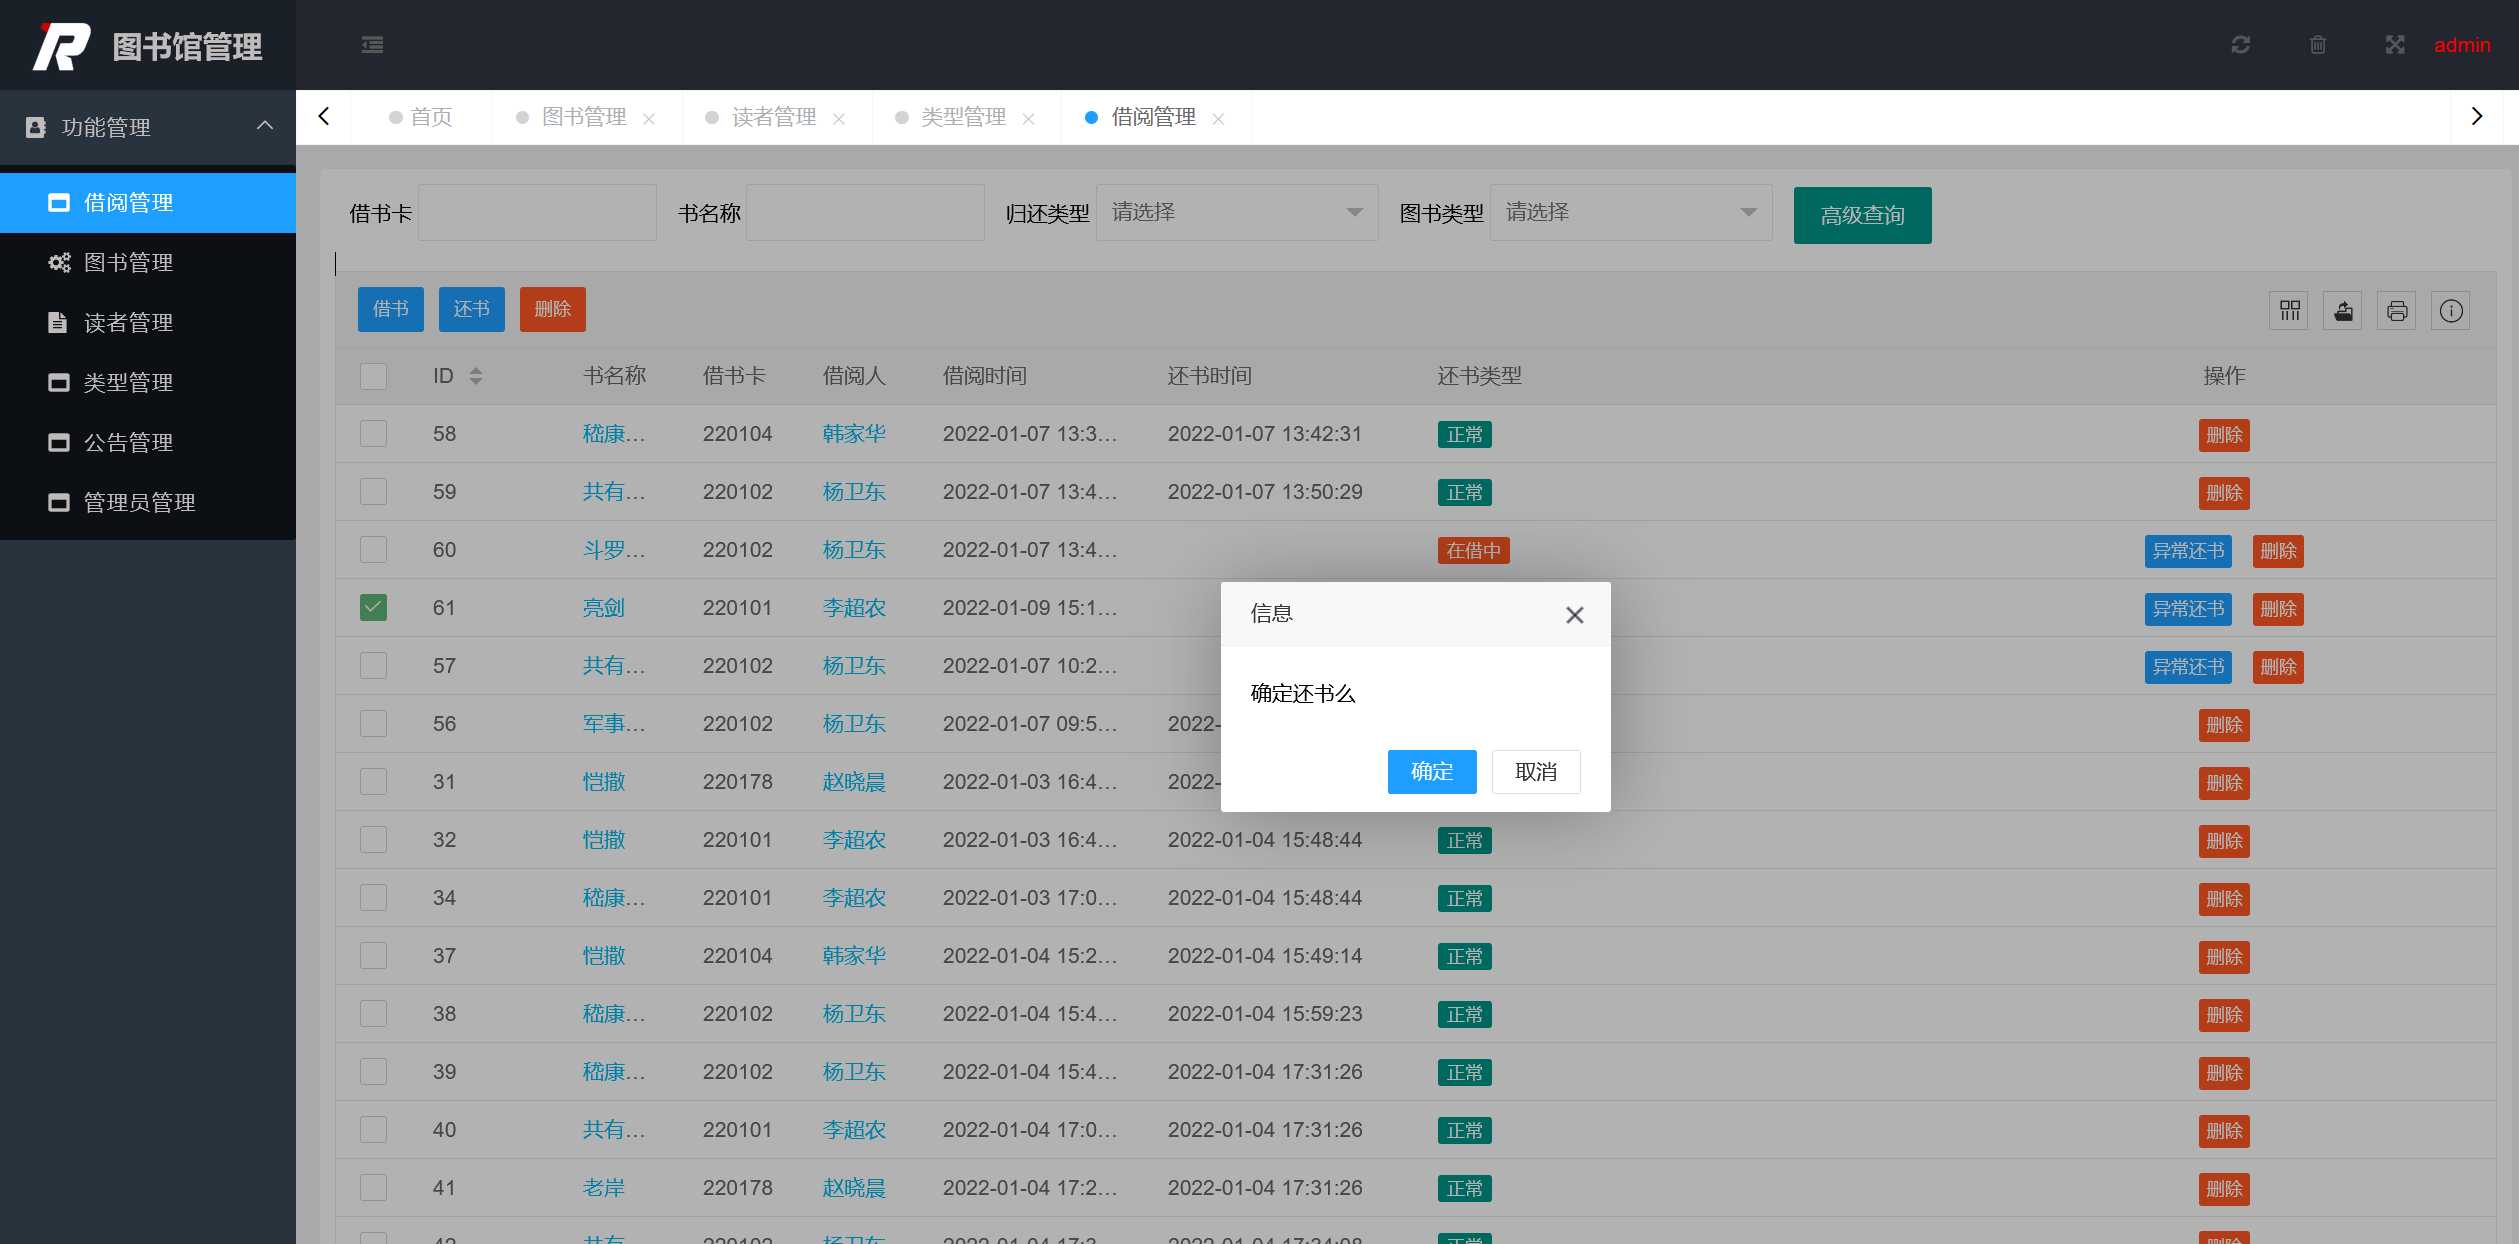 图书馆管理
admin
功能管理
首页
图书管理
读者管理
类型管理
借阅管理
借阅管理
图书管理
读者管理
类型管理
公告管理
管理员管理
借书卡
书名称
归还类型 请选择
图书类型 请选择
高级查询
借书 还书 删除
ID 书名称 借书卡 借阅人 借阅时间 还书时间 还书类型 操作
58 嵇康… 220104 韩家华 2022-01-07 13:3… 2022-01-07 13:42:31 正常 删除
59 共有… 220102 杨卫东 2022-01-07 13:4… 2022-01-07 13:50:29 正常 删除
60 斗罗… 220102 杨卫东 2022-01-07 13:4… 在借中 异常还书 删除
61 亮剑 220101 李超农 2022-01-09 15:1… 异常还书 删除
57 共有… 220102 杨卫东 2022-01-07 10:2… 异常还书 删除
56 军事… 220102 杨卫东 2022-01-07 09:5… 2022- 删除
31 恺撒 220178 赵晓晨 2022-01-03 16:4… 2022- 删除
32 恺撒 220101 李超农 2022-01-03 16:4… 2022-01-04 15:48:44 正常 删除
34 嵇康… 220101 李超农 2022-01-03 17:0… 2022-01-04 15:48:44 正常 删除
37 恺撒 220104 韩家华 2022-01-04 15:2… 2022-01-04 15:49:14 正常 删除
38 嵇康… 220102 杨卫东 2022-01-04 15:4… 2022-01-04 15:59:23 正常 删除
39 嵇康… 220102 杨卫东 2022-01-04 15:4… 2022-01-04 17:31:26 正常 删除
40 共有… 220101 李超农 2022-01-04 17:0… 2022-01-04 17:31:26 正常 删除
41 老岸 220178 赵晓晨 2022-01-04 17:2… 2022-01-04 17:31:26 正常 删除
信息
确定还书么
确定 取消